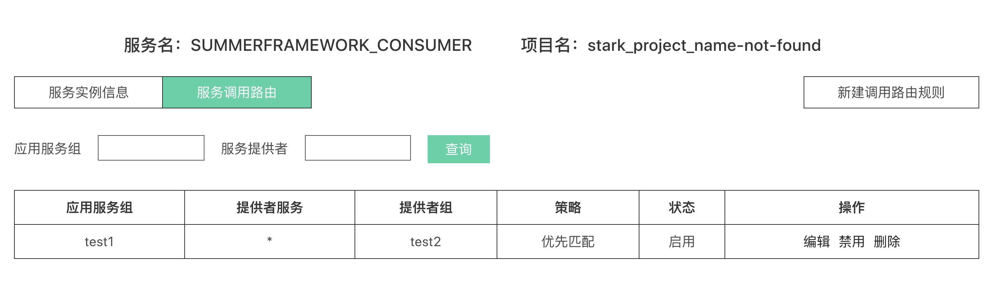 服务名：SUMMERFRAMEWORK_CONSUMER 项目名：stark_project_name-not-found
服务实例信息 服务调用路由 新建调用路由规则
应用服务组 服务提供者 查询
应用服务组 提供者服务 提供者组 策略 状态 操作
test1 * test2 优先匹配 启用 编辑 禁用 删除